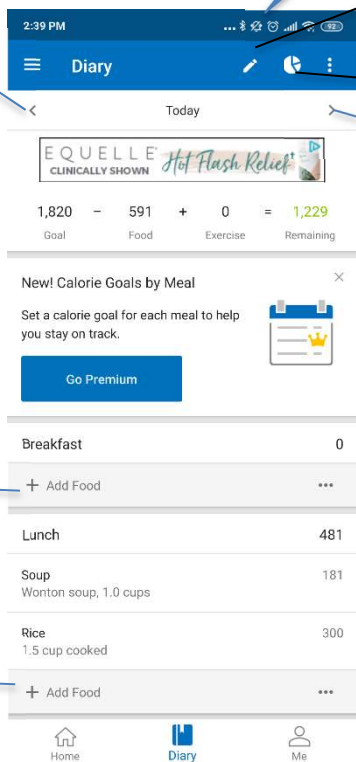 2:39 PM
92
Diary
Today
EQUELLE
CLINICALLY SHOWN
Hot Flash Relief†
1,820 – 591 + 0 = 1,229
Goal Food Exercise Remaining
New! Calorie Goals by Meal
Set a calorie goal for each meal to help
you stay on track.
Go Premium
Breakfast 0
+ Add Food
Lunch 481
Soup 181
Wonton soup, 1.0 cups
Rice 300
1.5 cup cooked
+ Add Food
Home Diary Me